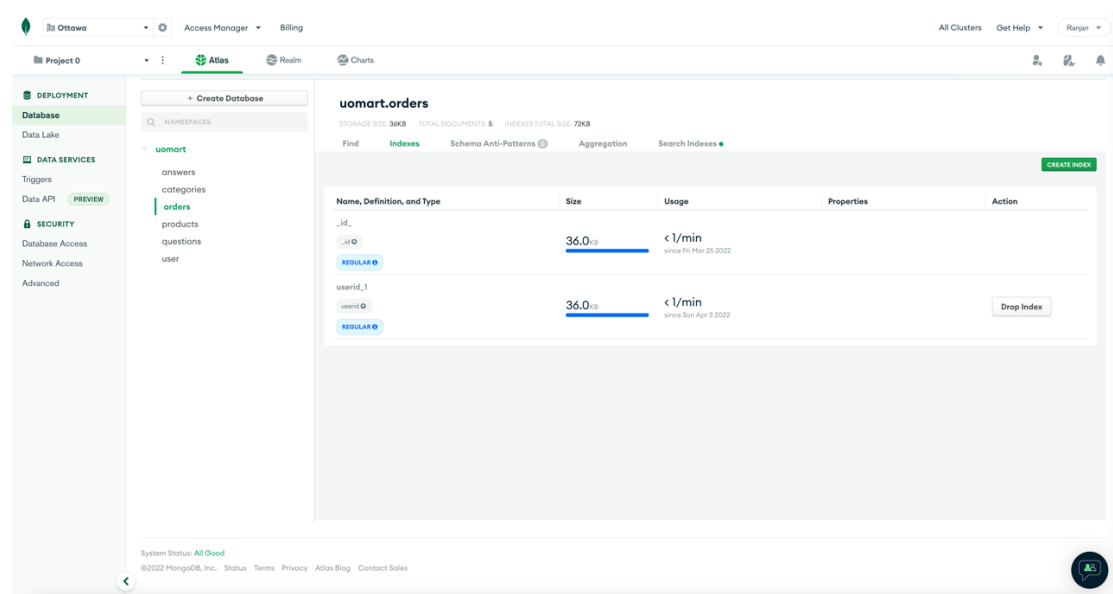 Ottawa Access Manager Billing All Clusters Get Help Ranjan
Project 0 Atlas Realm Charts
DEPLOYMENT
Database
Data Lake
DATA SERVICES
Triggers
Data API PREVIEW
SECURITY
Database Access
Network Access
Advanced
+ Create Database
NAMESPACES
uomart
answers
categories
orders
products
questions
user
uomart.orders
STORAGE SIZE: 36KB TOTAL DOCUMENTS: 5 INDEXES TOTAL SIZE: 72KB
Find Indexes Schema Anti-Patterns 0 Aggregation Search Indexes
CREATE INDEX
Name, Definition, and Type Size Usage Properties Action
_id_
_id
REGULAR
36.0KB
< 1/min
since Fri Mar 25 2022
userid_1
userid
REGULAR
36.0KB
< 1/min
since Sun Apr 3 2022
Drop Index
System Status: All Good
©2022 MongoDB, Inc. Status Terms Privacy Atlas Blog Contact Sales